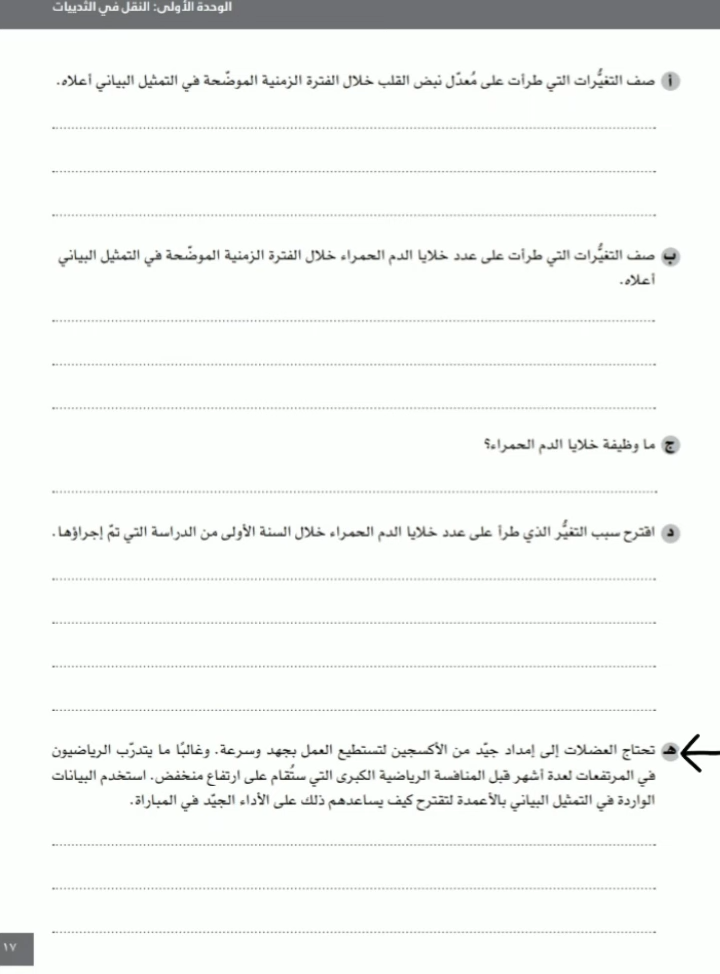 الوحدة الأولى: النقل في الثدييات
أ صف التغيُّرات التي طرأت على مُعدّل نبض القلب خلال الفترة الزمنية الموضّحة في التمثيل البياني أعلاه.
ب صف التغيُّرات التي طرأت على عدد خلايا الدم الحمراء خلال الفترة الزمنية الموضّحة في التمثيل البياني
أعلاه.
ج ما وظيفة خلايا الدم الحمراء؟
د اقترح سبب التغيُّر الذي طرأ على عدد خلايا الدم الحمراء خلال السنة الأولى من الدراسة التي تمّ إجراؤها.
هـ تحتاج العضلات إلى إمداد جيّد من الأكسجين لتستطيع العمل بجهد وسرعة. وغالبًا ما يتدرّب الرياضيون
في المرتفعات لعدة أشهر قبل المنافسة الرياضية الكبرى التي ستُقام على ارتفاع منخفض. استخدم البيانات
الواردة في التمثيل البياني بالأعمدة لتقترح كيف يساعدهم ذلك على الأداء الجيّد في المباراة.
١٧